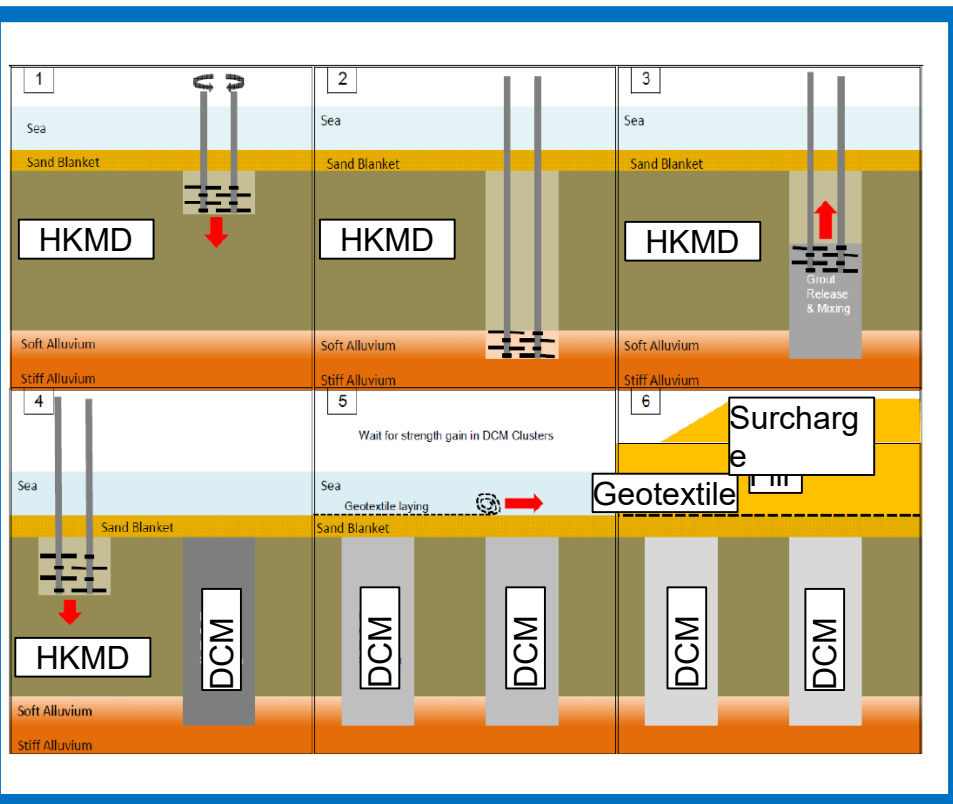 1
Sea
Sand Blanket
HKMD
Soft Alluvium
Stiff Alluvium
2
Sea
Sand Blanket
HKMD
Soft Alluvium
Stiff Alluvium
3
Sea
Sand Blanket
HKMD
Grout
Release
& Mixing
Soft Alluvium
Stiff Alluvium
4
Sea
Sand Blanket
HKMD
DCM
Soft Alluvium
Stiff Alluvium
5
Wait for strength gain in DCM Clusters
Sea
Geotextile laying
Sand Blanket
DCM
DCM
6
Surcharg
e
Geotextile
DCM
DCM